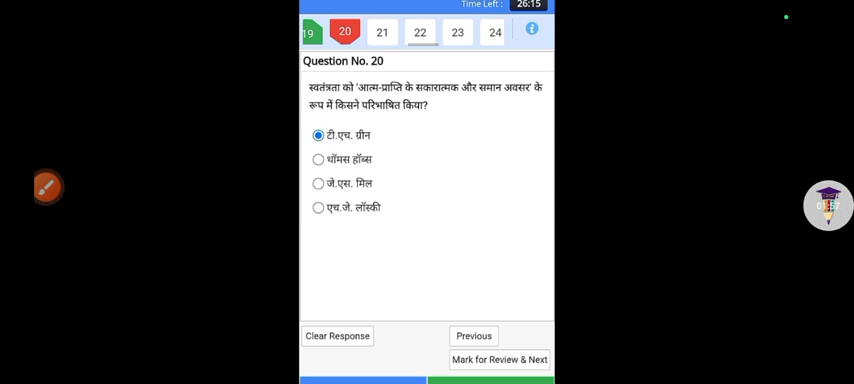 Time Left : 26:15
19 20 21 22 23 24
Question No. 20
स्वतंत्रता को 'आत्म-प्राप्ति के सकारात्मक और समान अवसर' के
रूप में किसने परिभाषित किया?
टी.एच. ग्रीन
थॉमस हॉब्स
जे.एस. मिल
एच.जे. लॉस्की
Clear Response
Previous
Mark for Review & Next